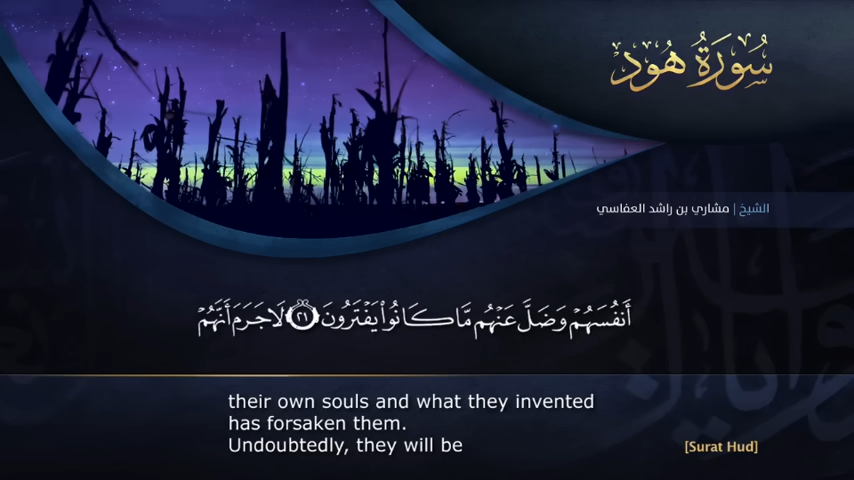 سُورَةُ هُودٍ
الشيخ | مشاري بن راشد العفاسي
أَنفُسَهُمْ وَضَلَّ عَنْهُم مَّا كَانُوا۟ يَفْتَرُونَ ٢١ لَا جَرَمَ أَنَّهُمْ
their own souls and what they invented
has forsaken them.
Undoubtedly, they will be
[Surat Hud]